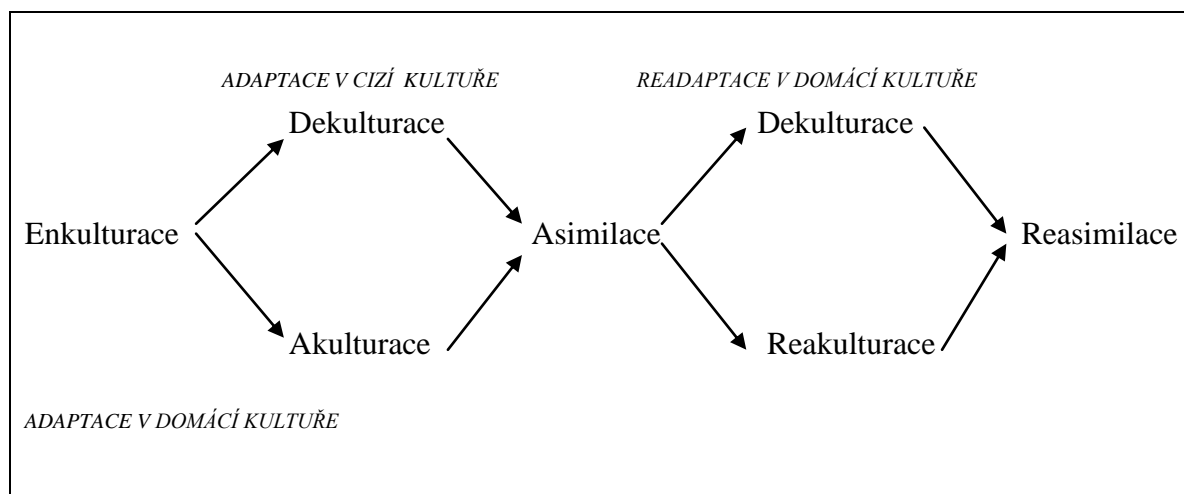 ADAPTACE V CIZÍ KULTUŘE READAPTACE V DOMÁCÍ KULTUŘE
Dekulturace Dekulturace
Enkulturace Asimilace Reasimilace
Akulturace Reakulturace
ADAPTACE V DOMÁCÍ KULTUŘE